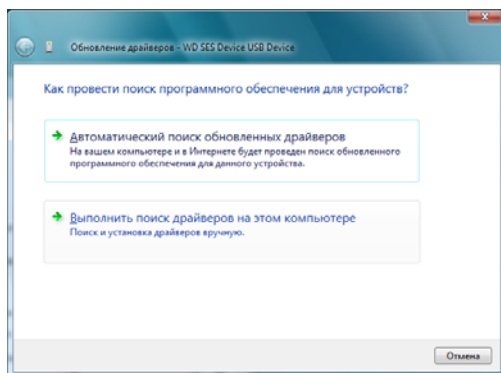 Обновление драйверов - WD SES Device USB Device
Как провести поиск программного обеспечения для устройств?
Автоматический поиск обновленных драйверов
На вашем компьютере и в Интернете будет проведен поиск обновленного
программного обеспечения для данного устройства.
Выполнить поиск драйверов на этом компьютере
Поиск и установка драйверов вручную.
Отмена